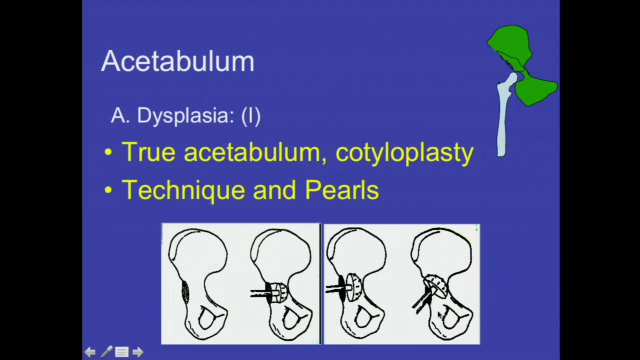 Acetabulum
A. Dysplasia: (I)
• True acetabulum, cotyloplasty
• Technique and Pearls